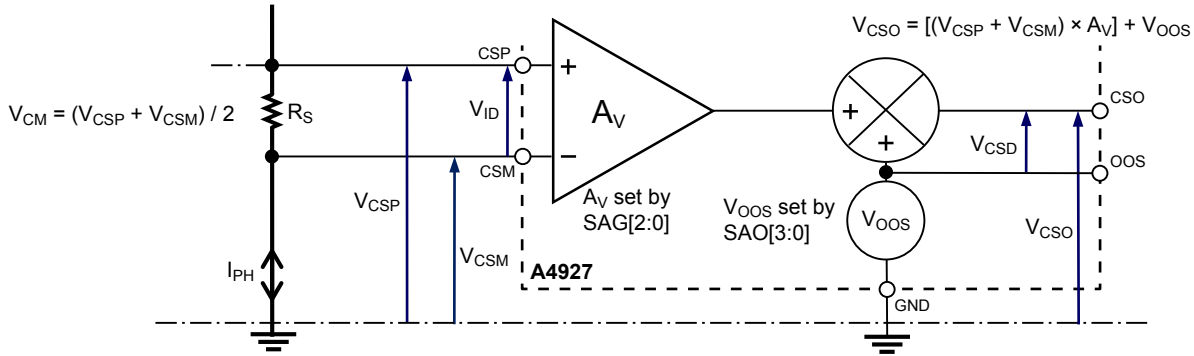 V_CSO = [(V_CSP + V_CSM) × A_V] + V_OOS
CSP
CSO
+
V_CM = (V_CSP + V_CSM) / 2
R_S
V_ID
A_V
+
+
V_CSD
–
CSM
OOS
V_CSP
A_V set by
SAG[2:0]
V_OOS set by
SAO[3:0]
V_OOS
V_CSO
V_CSM
I_PH
A4927
GND